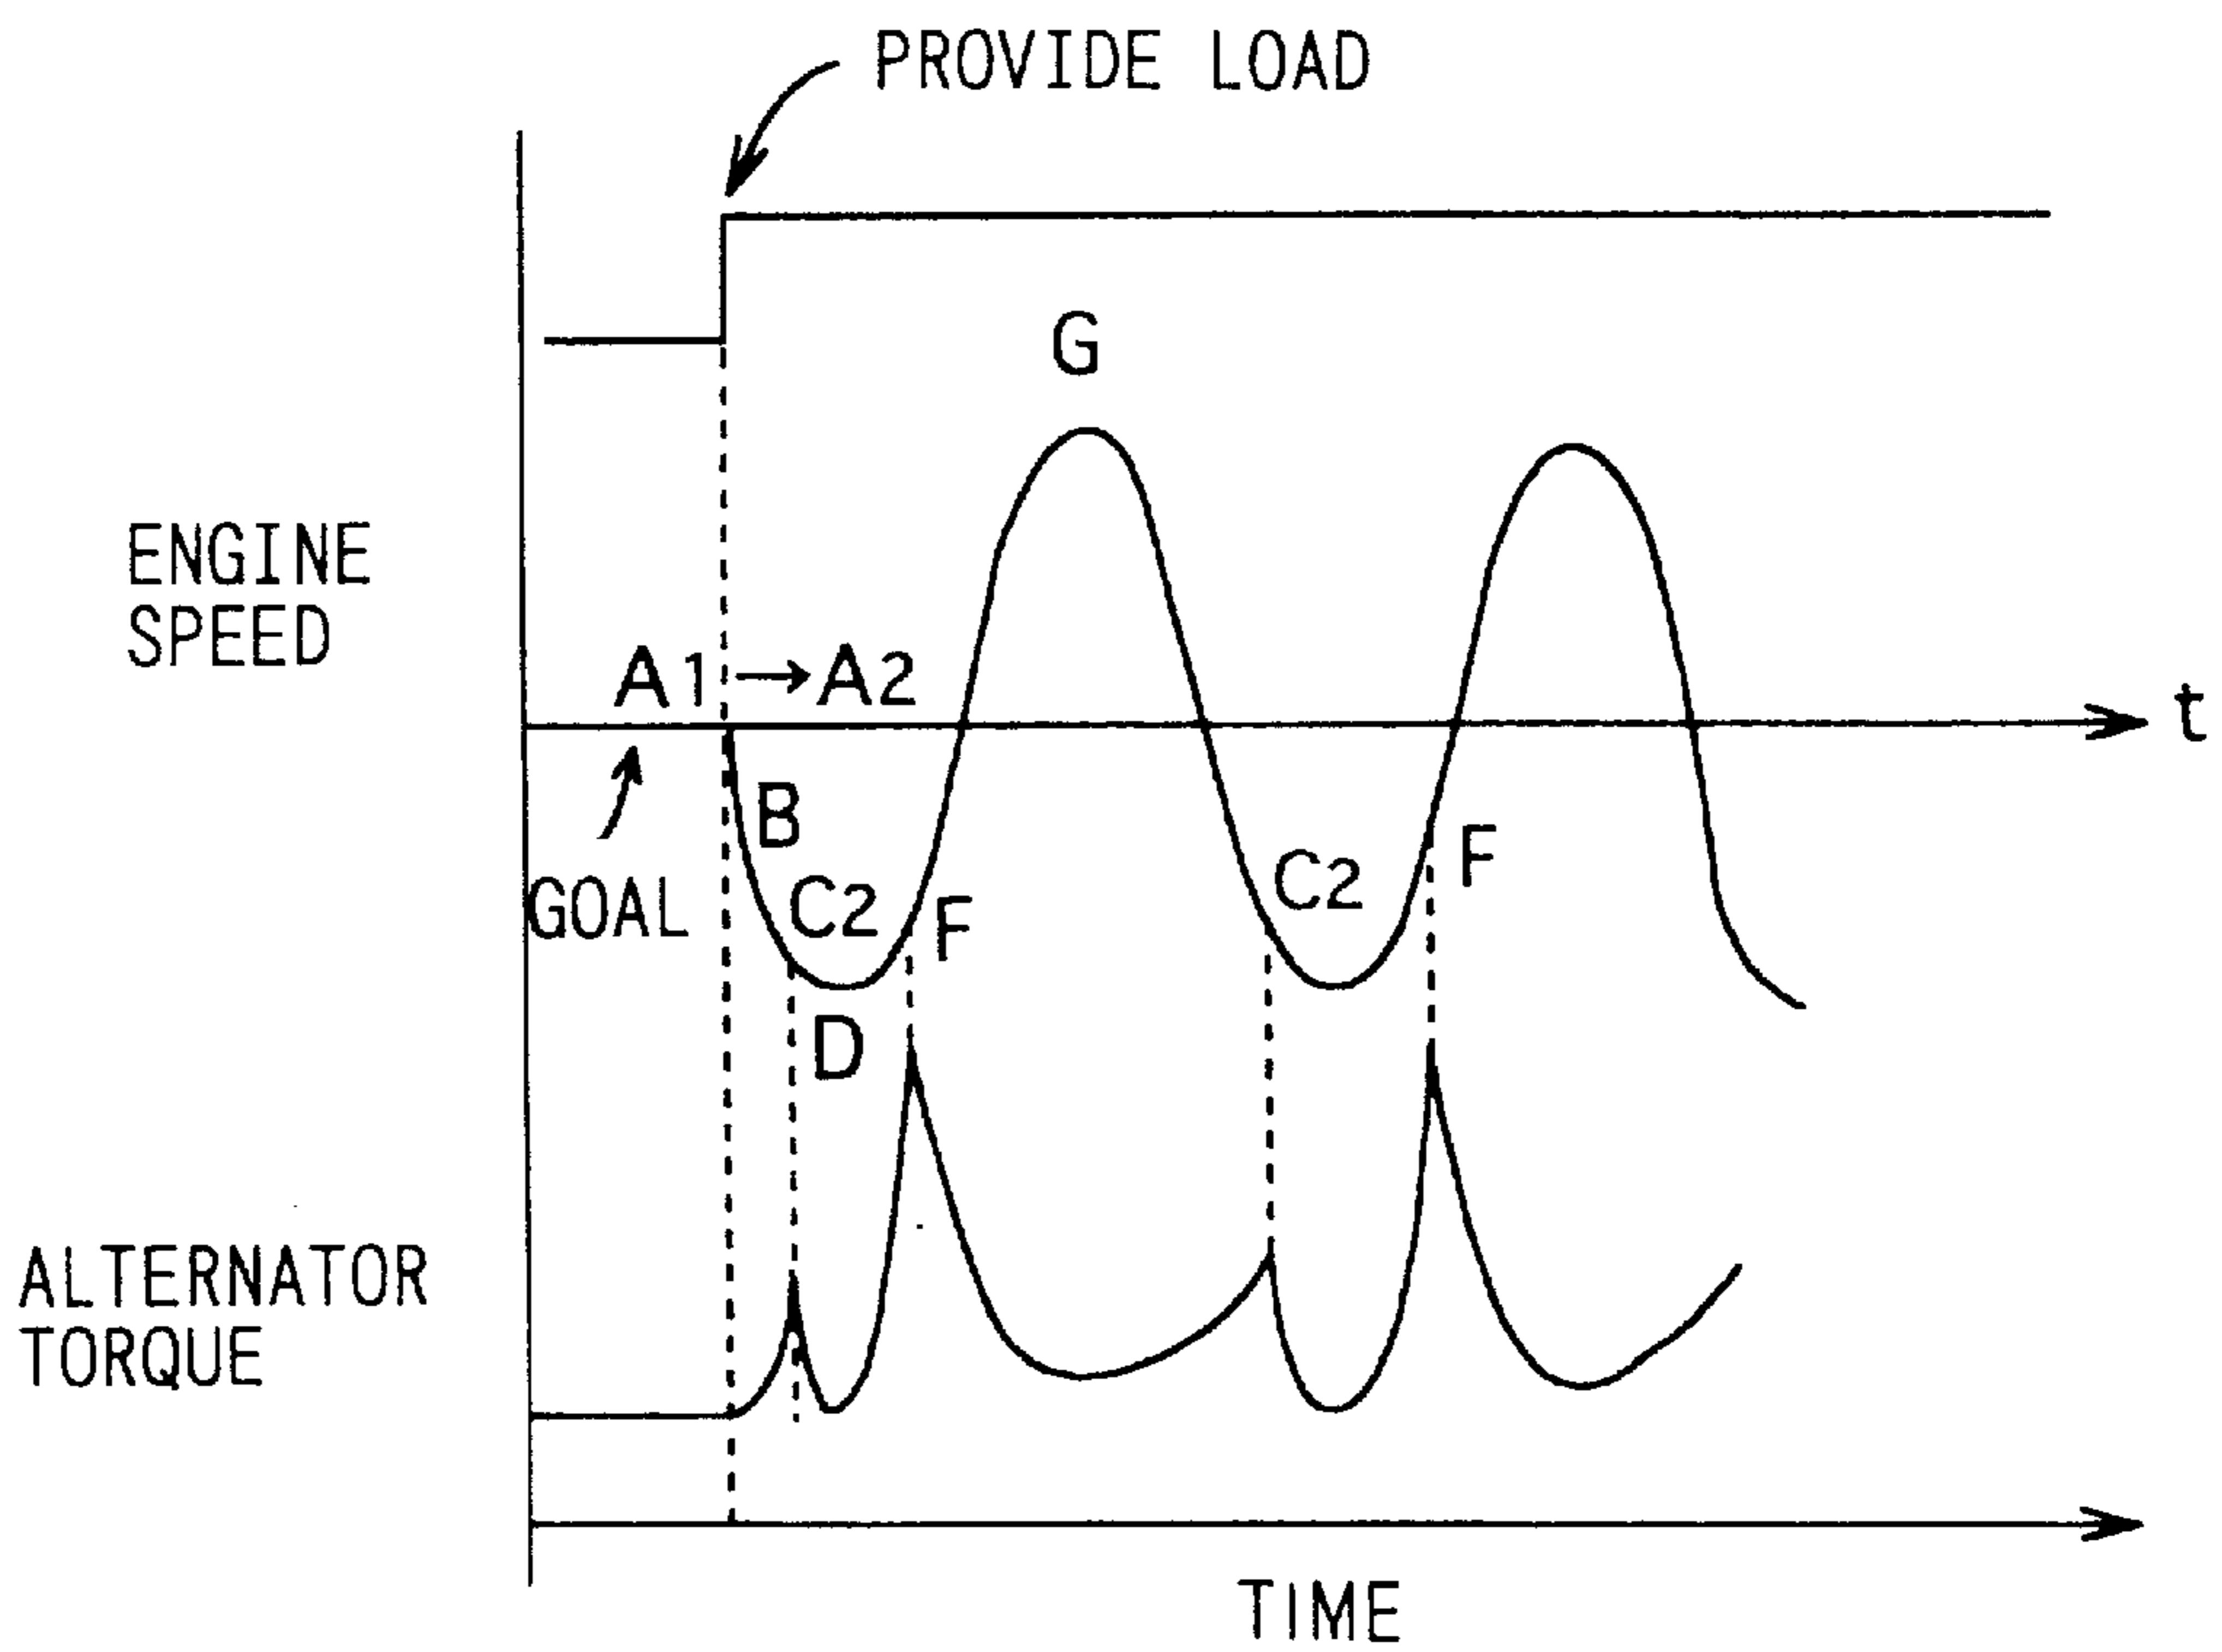 PROVIDE LOAD
G
ENGINE
SPEED
A1 → A2
t
B
GOAL
C2
F
C2
F
D
ALTERNATOR
TORQUE
TIME